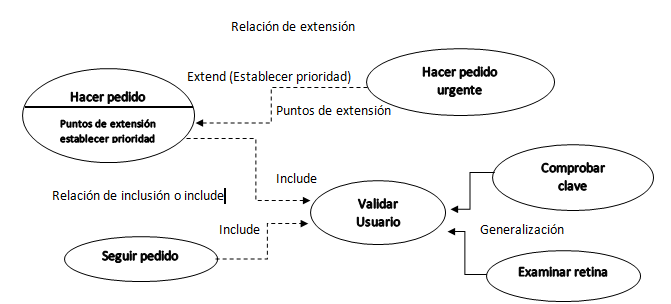 Relación de extensión
Extend (Establecer prioridad)
Hacer pedido
urgente
Hacer pedido
Puntos de extensión
establecer prioridad
Puntos de extensión
Include
Comprobar
clave
Relación de inclusión o include
Validar
Usuario
Include
Generalización
Seguir pedido
Examinar retina